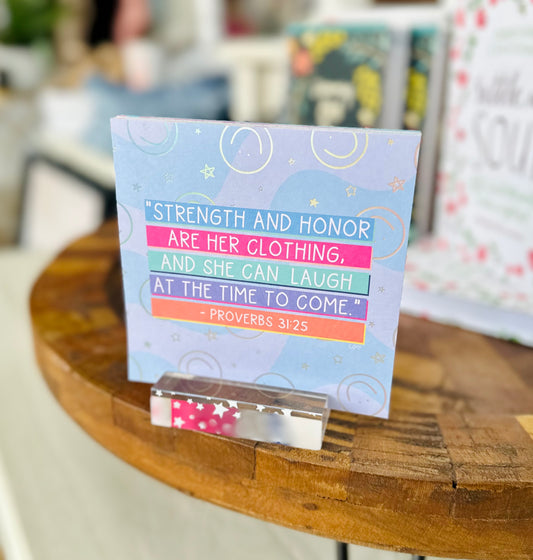 "STRENGTH AND HONOR
ARE HER CLOTHING,
AND SHE CAN LAUGH
AT THE TIME TO COME."
- PROVERBS 31:25
SOUL